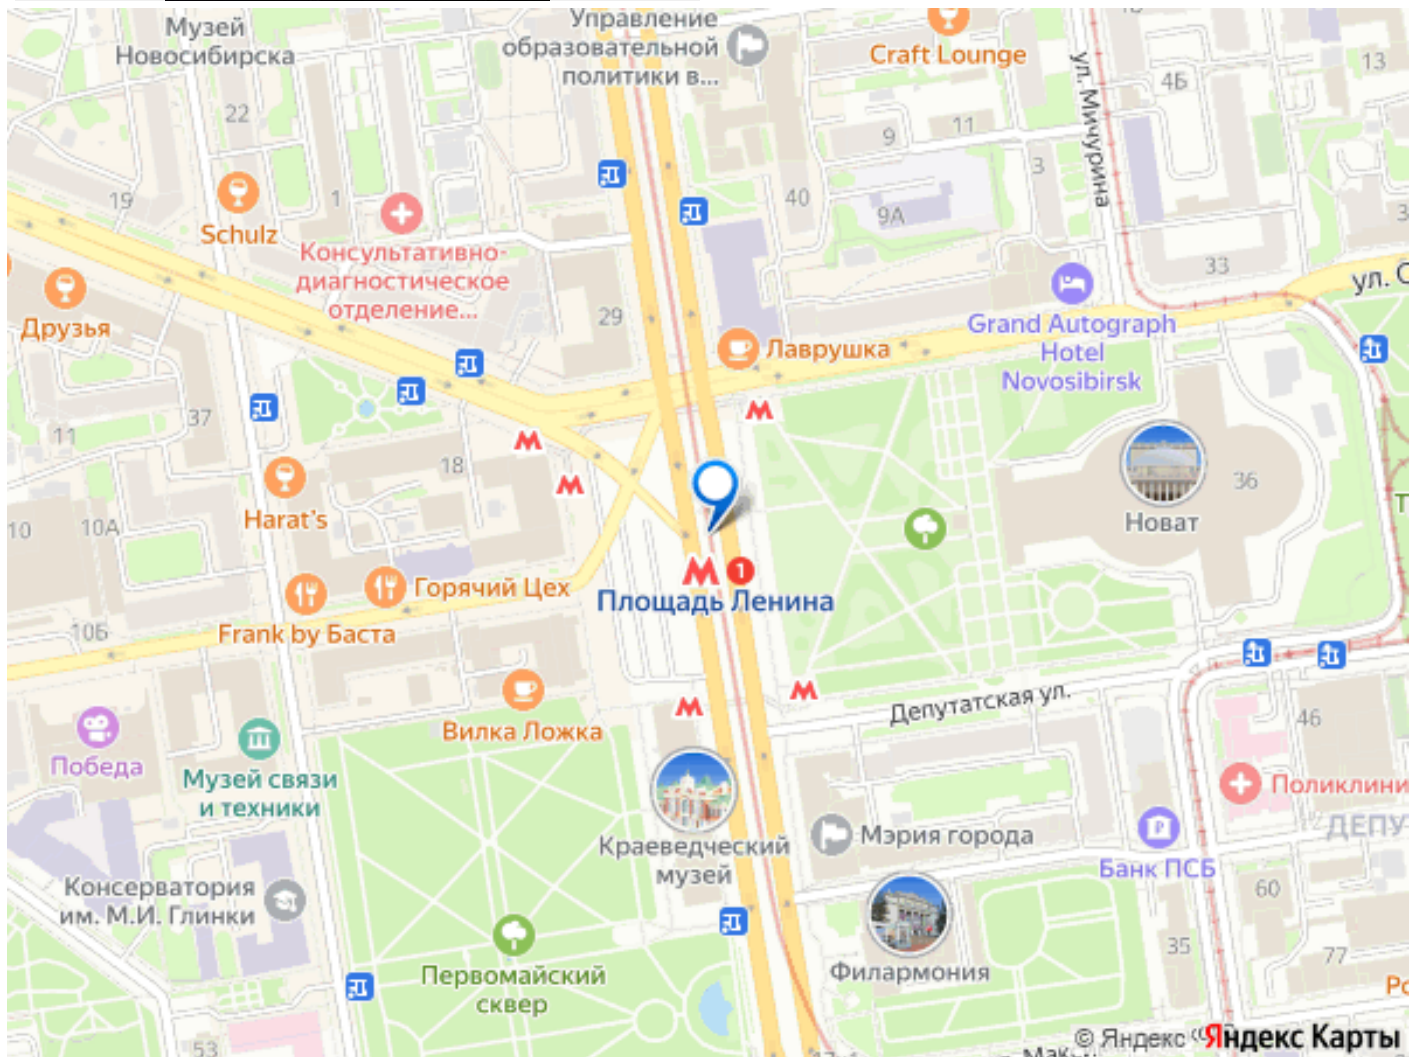 Музей
Новосибирска
Управление
образовательной
политики в...
Craft Lounge
13
4Б
ул. Мичурина
22
9
11
3
19
1
40
9А
Schulz
Консультативно-
диагностическое
отделение...
33
ул. С
Друзья
29
Лаврушка
Grand Autograph
Hotel
Novosibirsk
37
11
18
36
Новат
10
10А
Harat's
1
Площадь Ленина
Горячий Цех
10Б
Frank by Баста
Депутатская ул.
46
Вилка Ложка
Победа
Музей связи
и техники
Поликлини
Краеведческий
музей
Мэрия города
ДЕПУ
Банк ПСБ
Консерватория
им. М.И. Глинки
60
Филармония
35
77
Первомайский
сквер
53
© Яндекс
Яндекс Карты